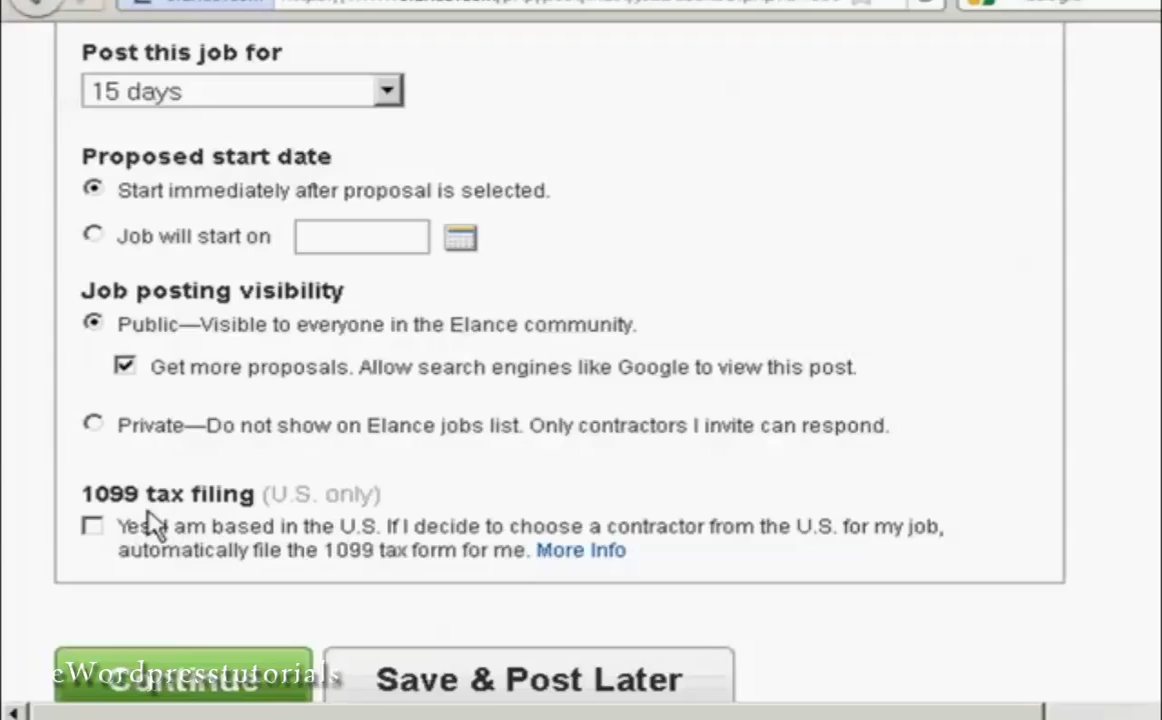 Post this job for
15 days
Proposed start date
Start immediately after proposal is selected.
Job will start on
Job posting visibility
Public—Visible to everyone in the Elance community.
Get more proposals. Allow search engines like Google to view this post.
Private—Do not show on Elance jobs list. Only contractors I invite can respond.
1099 tax filing (U.S. only)
Yes, I am based in the U.S. If I decide to choose a contractor from the U.S. for my job,
automatically file the 1099 tax form for me. More Info
Continue
eWordpresstutorials
Save & Post Later